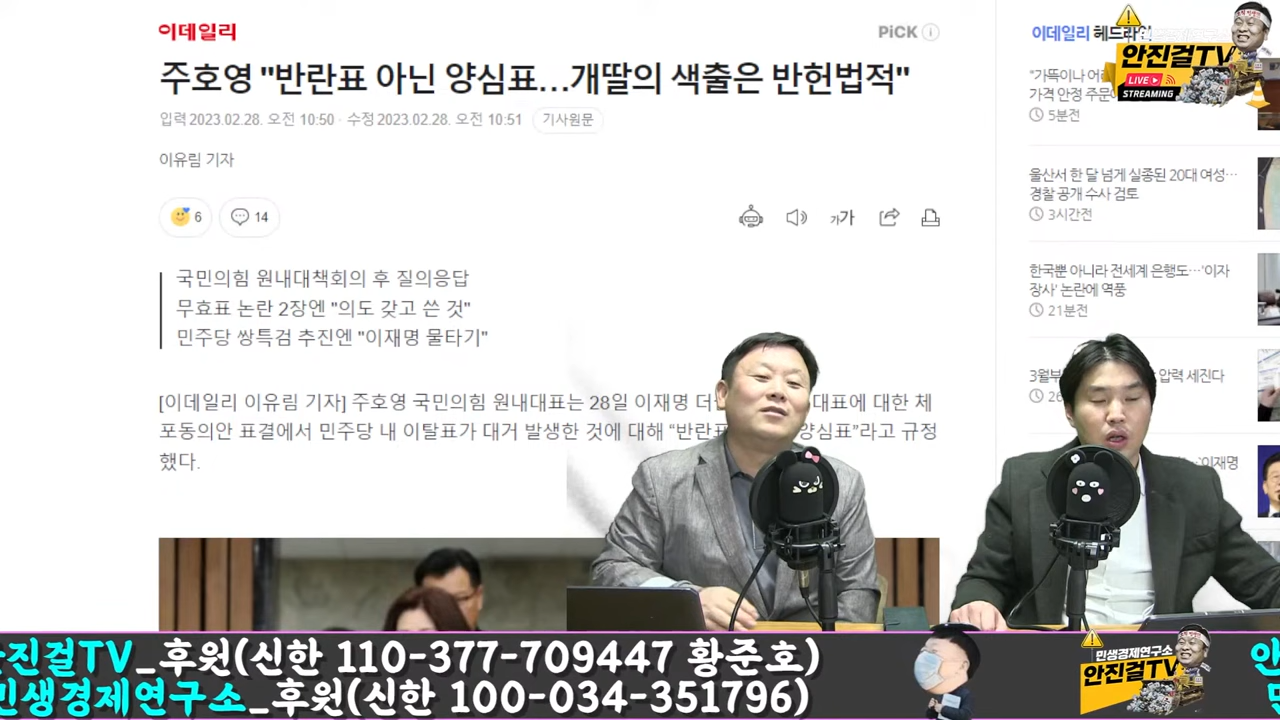 이데일리
PiCK
주호영 "반란표 아닌 양심표…개딸의 색출은 반헌법적"
입력 2023.02.28. 오전 10:50 · 수정 2023.02.28. 오전 10:51
기사원문
이유림 기자
6
14
가가
국민의힘 원내대책회의 후 질의응답
무효표 논란 2장엔 "의도 갖고 쓴 것"
민주당 쌍특검 추진엔 "이재명 물타기"
[이데일리 이유림 기자] 주호영 국민의힘 원내대표는 28일 이재명 대표에 대한 체
포동의안 표결에서 민주당 내 이탈표가 대거 발생한 것에 대해 “반란표 양심표”라고 규정
했다.
이데일리 헤드라인
안진걸TV
LIVE
STREAMING
"가뜩이나
가격 안정
5분전
울산서 한 달 넘게 실종된 20대 여성…
경찰 공개 수사 검토
3시간전
한국뿐 아니라 전세계 은행도…'이자
장사' 논란에 역풍
21분전
압력 세진다
이재명
안진걸TV_후원(신한 110-377-709447 황준호)
민생경제연구소_후원(신한 100-034-351796)
민생경제연구소
안진걸TV